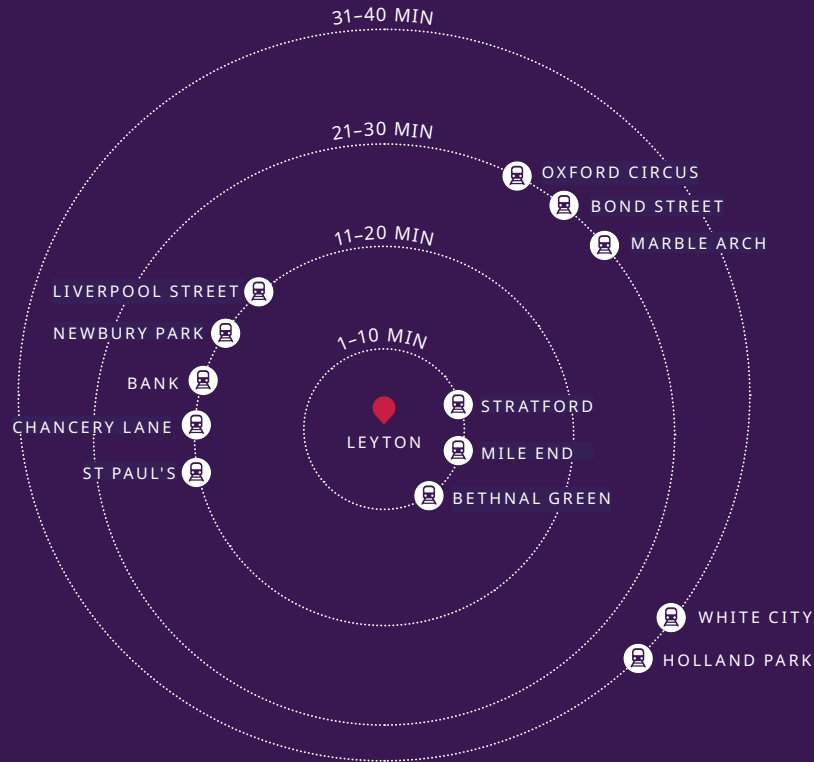 31–40 MIN
21–30 MIN
OXFORD CIRCUS
BOND STREET
11–20 MIN
MARBLE ARCH
LIVERPOOL STREET
NEWBURY PARK
1–10 MIN
BANK
STRATFORD
CHANCERY LANE
LEYTON
MILE END
ST PAUL'S
BETHNAL GREEN
WHITE CITY
HOLLAND PARK